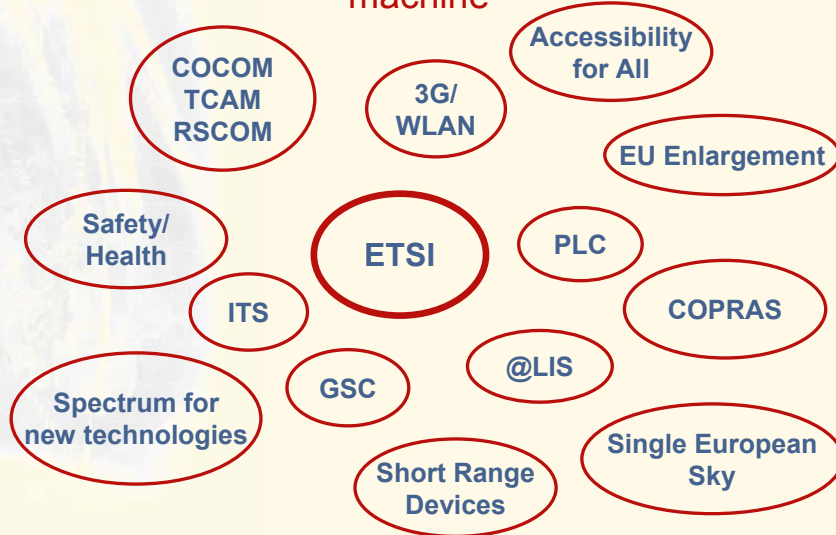 machine
COCOM
TCAM
RSCOM
3G/
WLAN
Accessibility
for All
EU Enlargement
Safety/
Health
ETSI
PLC
ITS
COPRAS
GSC
@LIS
Spectrum for
new technologies
Short Range
Devices
Single European
Sky